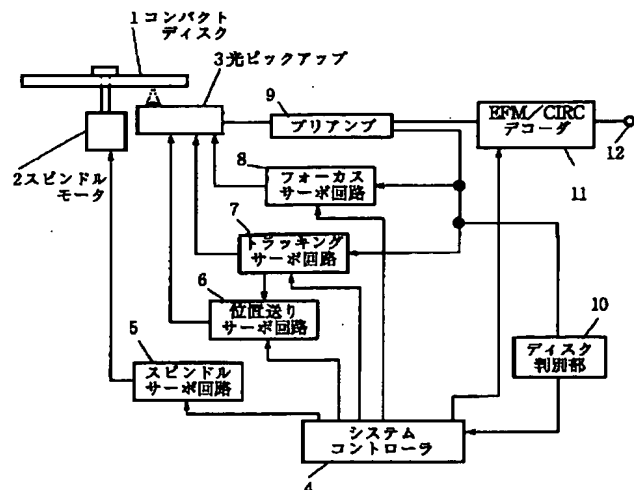 1コンパクト
ディスク
3光ピックアップ
9
プリアンプ
EFM/CIRC
デコーダ
12
11
2スピンドル
モータ
8
フォーカス
サーボ回路
7
トラッキング
サーボ回路
6
位置送り
サーボ回路
5
スピンドル
サーボ回路
10
ディスク
判別部
システム
コントローラ
4